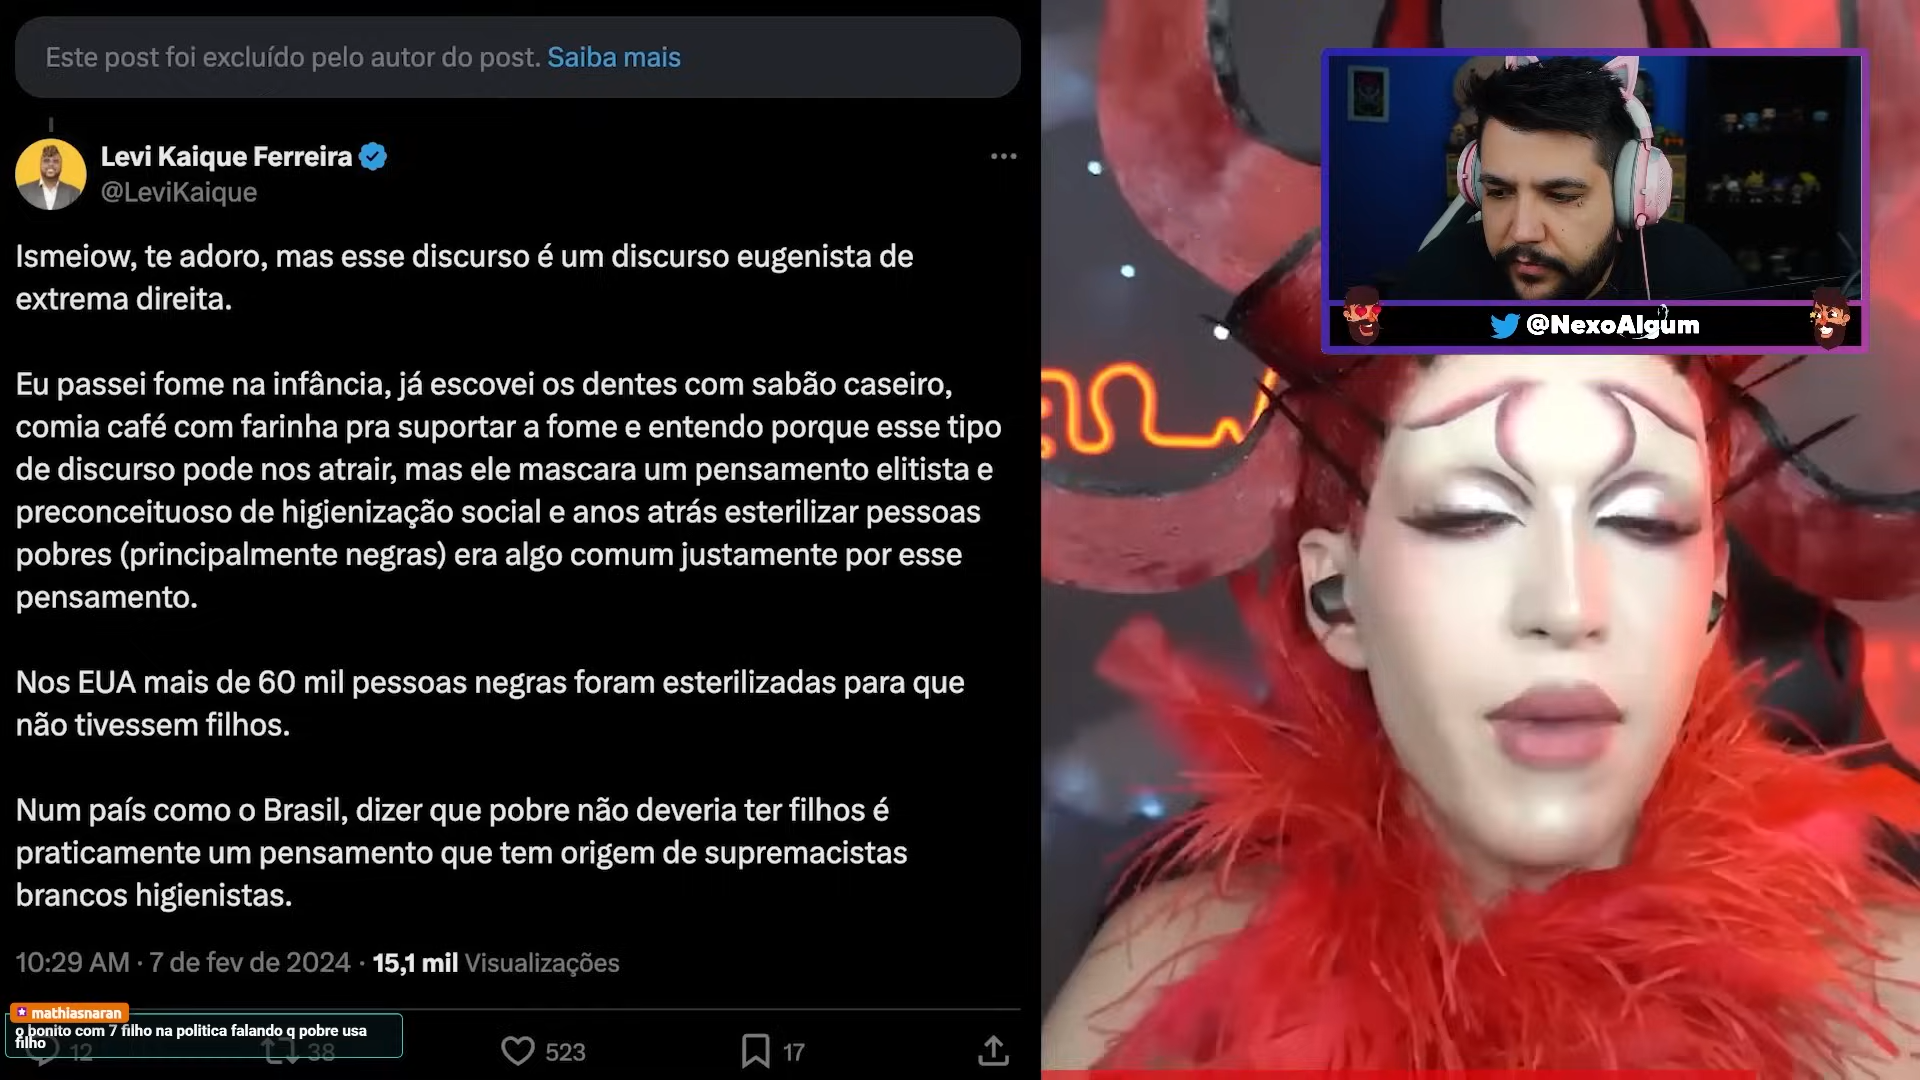 Este post foi excluído pelo autor do post. Saiba mais
Levi Kaique Ferreira
@LeviKaique
Ismeiow, te adoro, mas esse discurso é um discurso eugenista de
extrema direita.
Eu passei fome na infância, já escovei os dentes com sabão caseiro,
comia café com farinha pra suportar a fome e entendo porque esse tipo
de discurso pode nos atrair, mas ele mascara um pensamento elitista e
preconceituoso de higienização social e anos atrás esterilizar pessoas
pobres (principalmente negras) era algo comum justamente por esse
pensamento.
Nos EUA mais de 60 mil pessoas negras foram esterilizadas para que
não tivessem filhos.
Num país como o Brasil, dizer que pobre não deveria ter filhos é
praticamente um pensamento que tem origem de supremacistas
brancos higienistas.
10:29 AM · 7 de fev de 2024 · 15,1 mil Visualizações
mathiasnaran
o bonito com 7 filho na politica falando q pobre usa
filho
12 38 523 17
@NexoAlgum